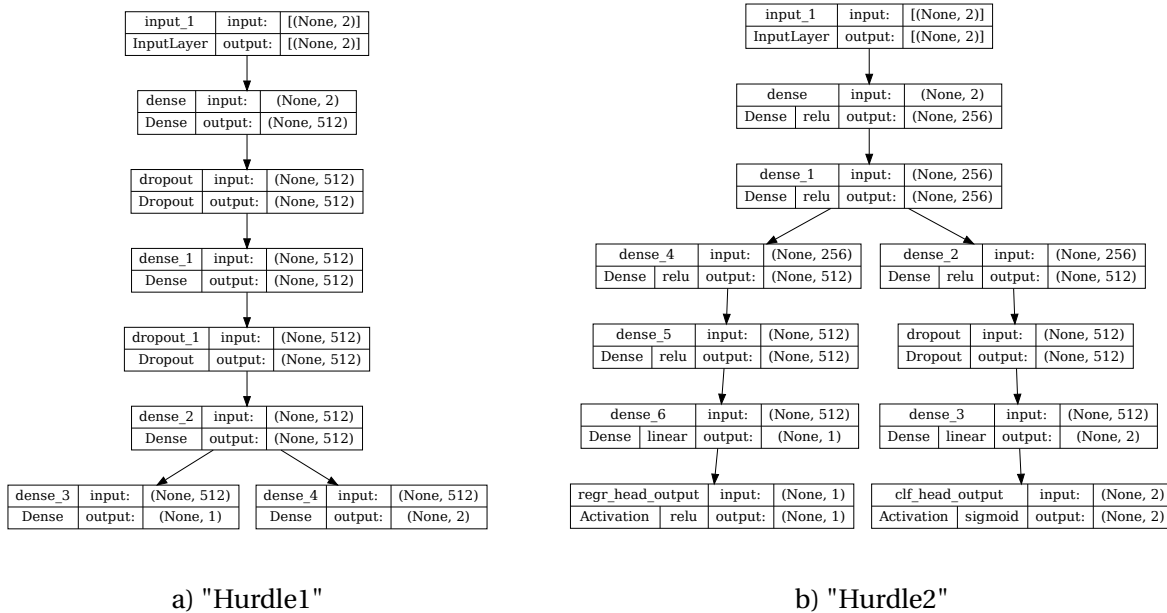 input_1 input: [(None, 2)]
InputLayer output: [(None, 2)]
dense input: (None, 2)
Dense output: (None, 512)
dropout input: (None, 512)
Dropout output: (None, 512)
dense_1 input: (None, 512)
Dense output: (None, 512)
dropout_1 input: (None, 512)
Dropout output: (None, 512)
dense_2 input: (None, 512)
Dense output: (None, 512)
dense_3 input: (None, 512)
Dense output: (None, 1)
dense_4 input: (None, 512)
Dense output: (None, 2)
a) "Hurdle1"
input_1 input: [(None, 2)]
InputLayer output: [(None, 2)]
dense input: (None, 2)
Dense relu output: (None, 256)
dense_1 input: (None, 256)
Dense relu output: (None, 256)
dense_4 input: (None, 256)
Dense relu output: (None, 512)
dense_2 input: (None, 256)
Dense relu output: (None, 512)
dense_5 input: (None, 512)
Dense relu output: (None, 512)
dropout input: (None, 512)
Dropout output: (None, 512)
dense_6 input: (None, 512)
Dense linear output: (None, 1)
dense_3 input: (None, 512)
Dense linear output: (None, 2)
regr_head_output input: (None, 1)
Activation relu output: (None, 1)
clf_head_output input: (None, 2)
Activation sigmoid output: (None, 2)
b) "Hurdle2"